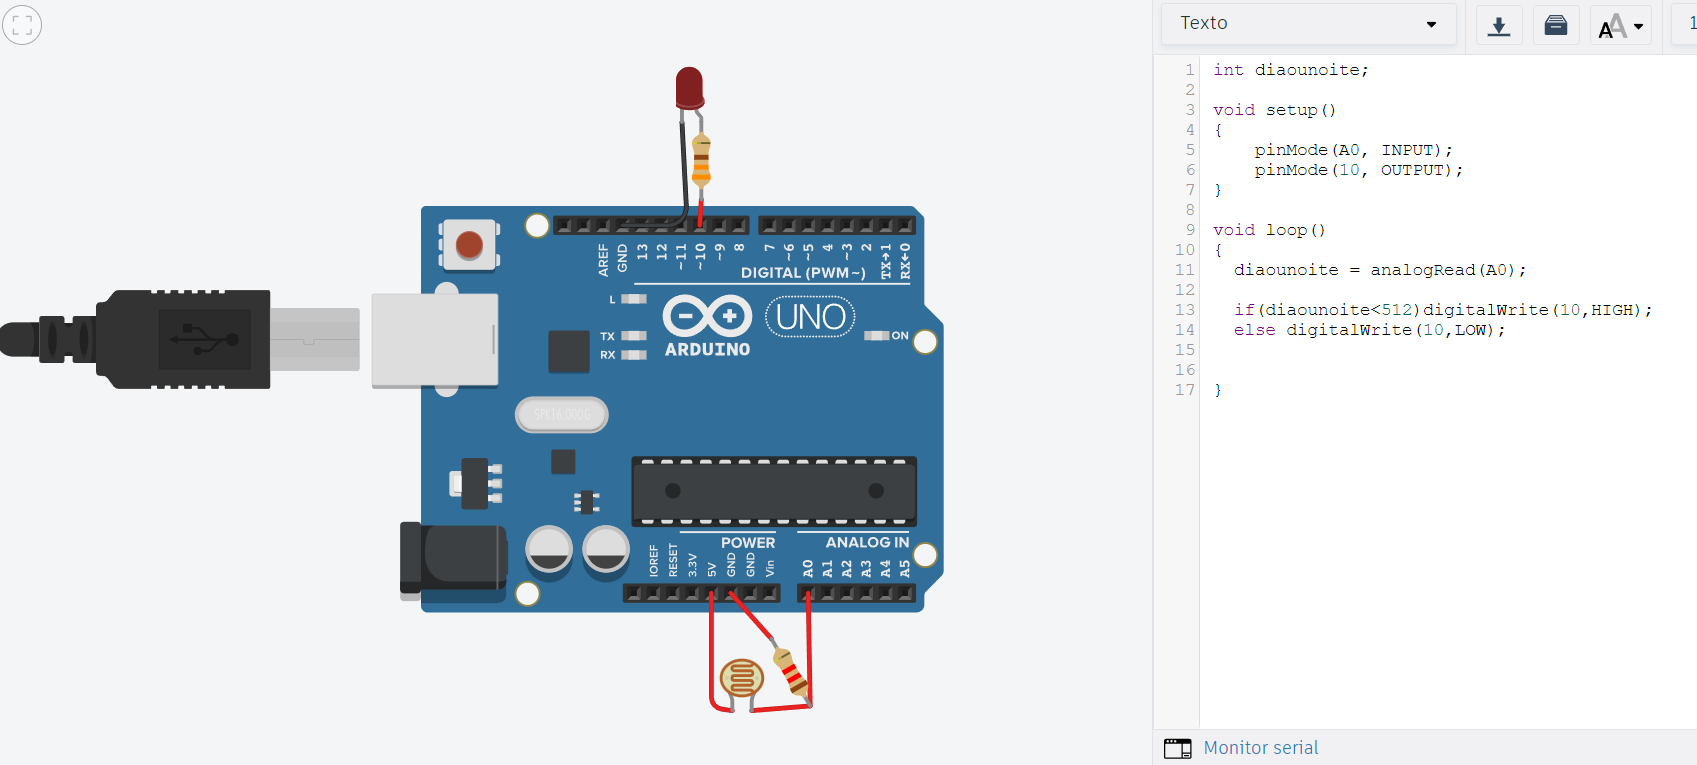 Texto
1
1 int diaounoite;
2
3 void setup()
4 {
5 pinMode(A0, INPUT);
6 pinMode(10, OUTPUT);
7 }
8
9 void loop()
10 {
11 diaounoite = analogRead(A0);
12
13 if(diaounoite<512)digitalWrite(10,HIGH);
14 else digitalWrite(10,LOW);
15
16
17 }
Monitor serial
AREF
GND
13
12
~11
~10
~9
8
7
~6
~5
4
~3
2
TX→1
RX←0
DIGITAL (PWM~)
L
TX
RX
ARDUINO
UNO
ON
SPK16.000G
POWER
ANALOG IN
IOREF
RESET
3.3V
5V
GND
GND
Vin
A0
A1
A2
A3
A4
A5